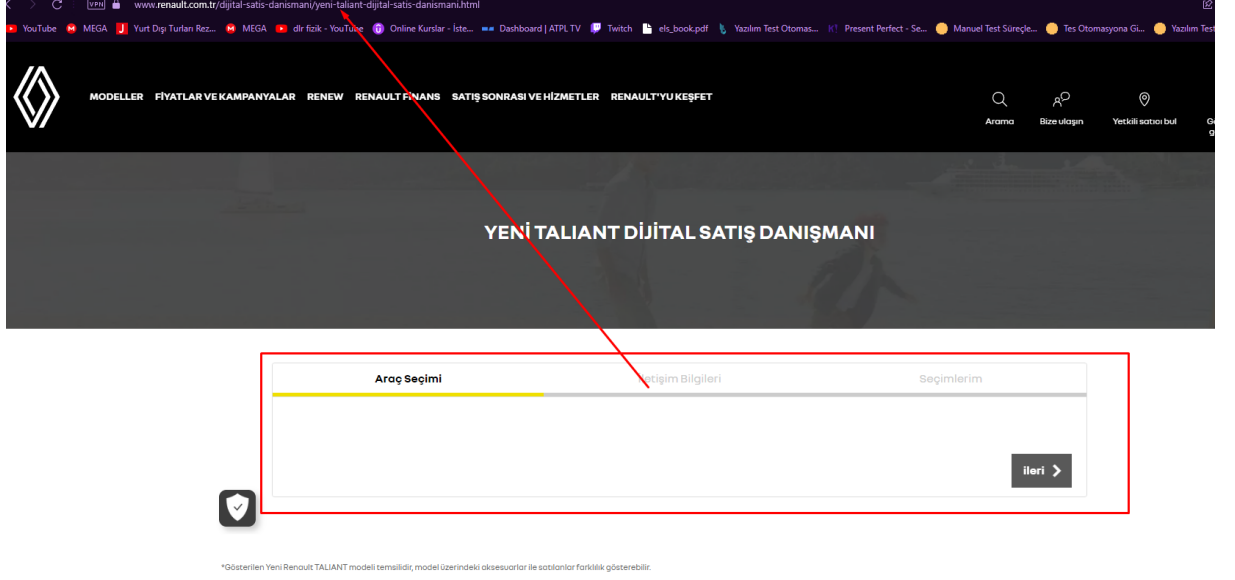 VPN www.renault.com.tr/dijital-satis-danismani/yeni-taliant-dijital-satis-danismani.html
YouTube MEGA Yurt Dışı Turları Rez... MEGA dlr fizik - YouTube Online Kurslar - İste... Dashboard | ATPL TV Twitch els_book.pdf Yazılım Test Otomas... Present Perfect - Se... Manuel Test Süreçle... Tes Otomasyona Gi... Yazılım Test
MODELLER FİYATLAR VE KAMPANYALAR RENEW RENAULT FİNANS SATIŞ SONRASI VE HİZMETLER RENAULT'YU KEŞFET
Arama Bize ulaşın Yetkili satıcı bul
YENİ TALIANT DİJİTAL SATIŞ DANIŞMANI
Araç Seçimi İletişim Bilgileri Seçimlerim
ileri
*Gösterilen Yeni Renault TALIANT modeli temsilidir, model üzerindeki aksesuarlar ile satılanlar farklılık gösterebilir.